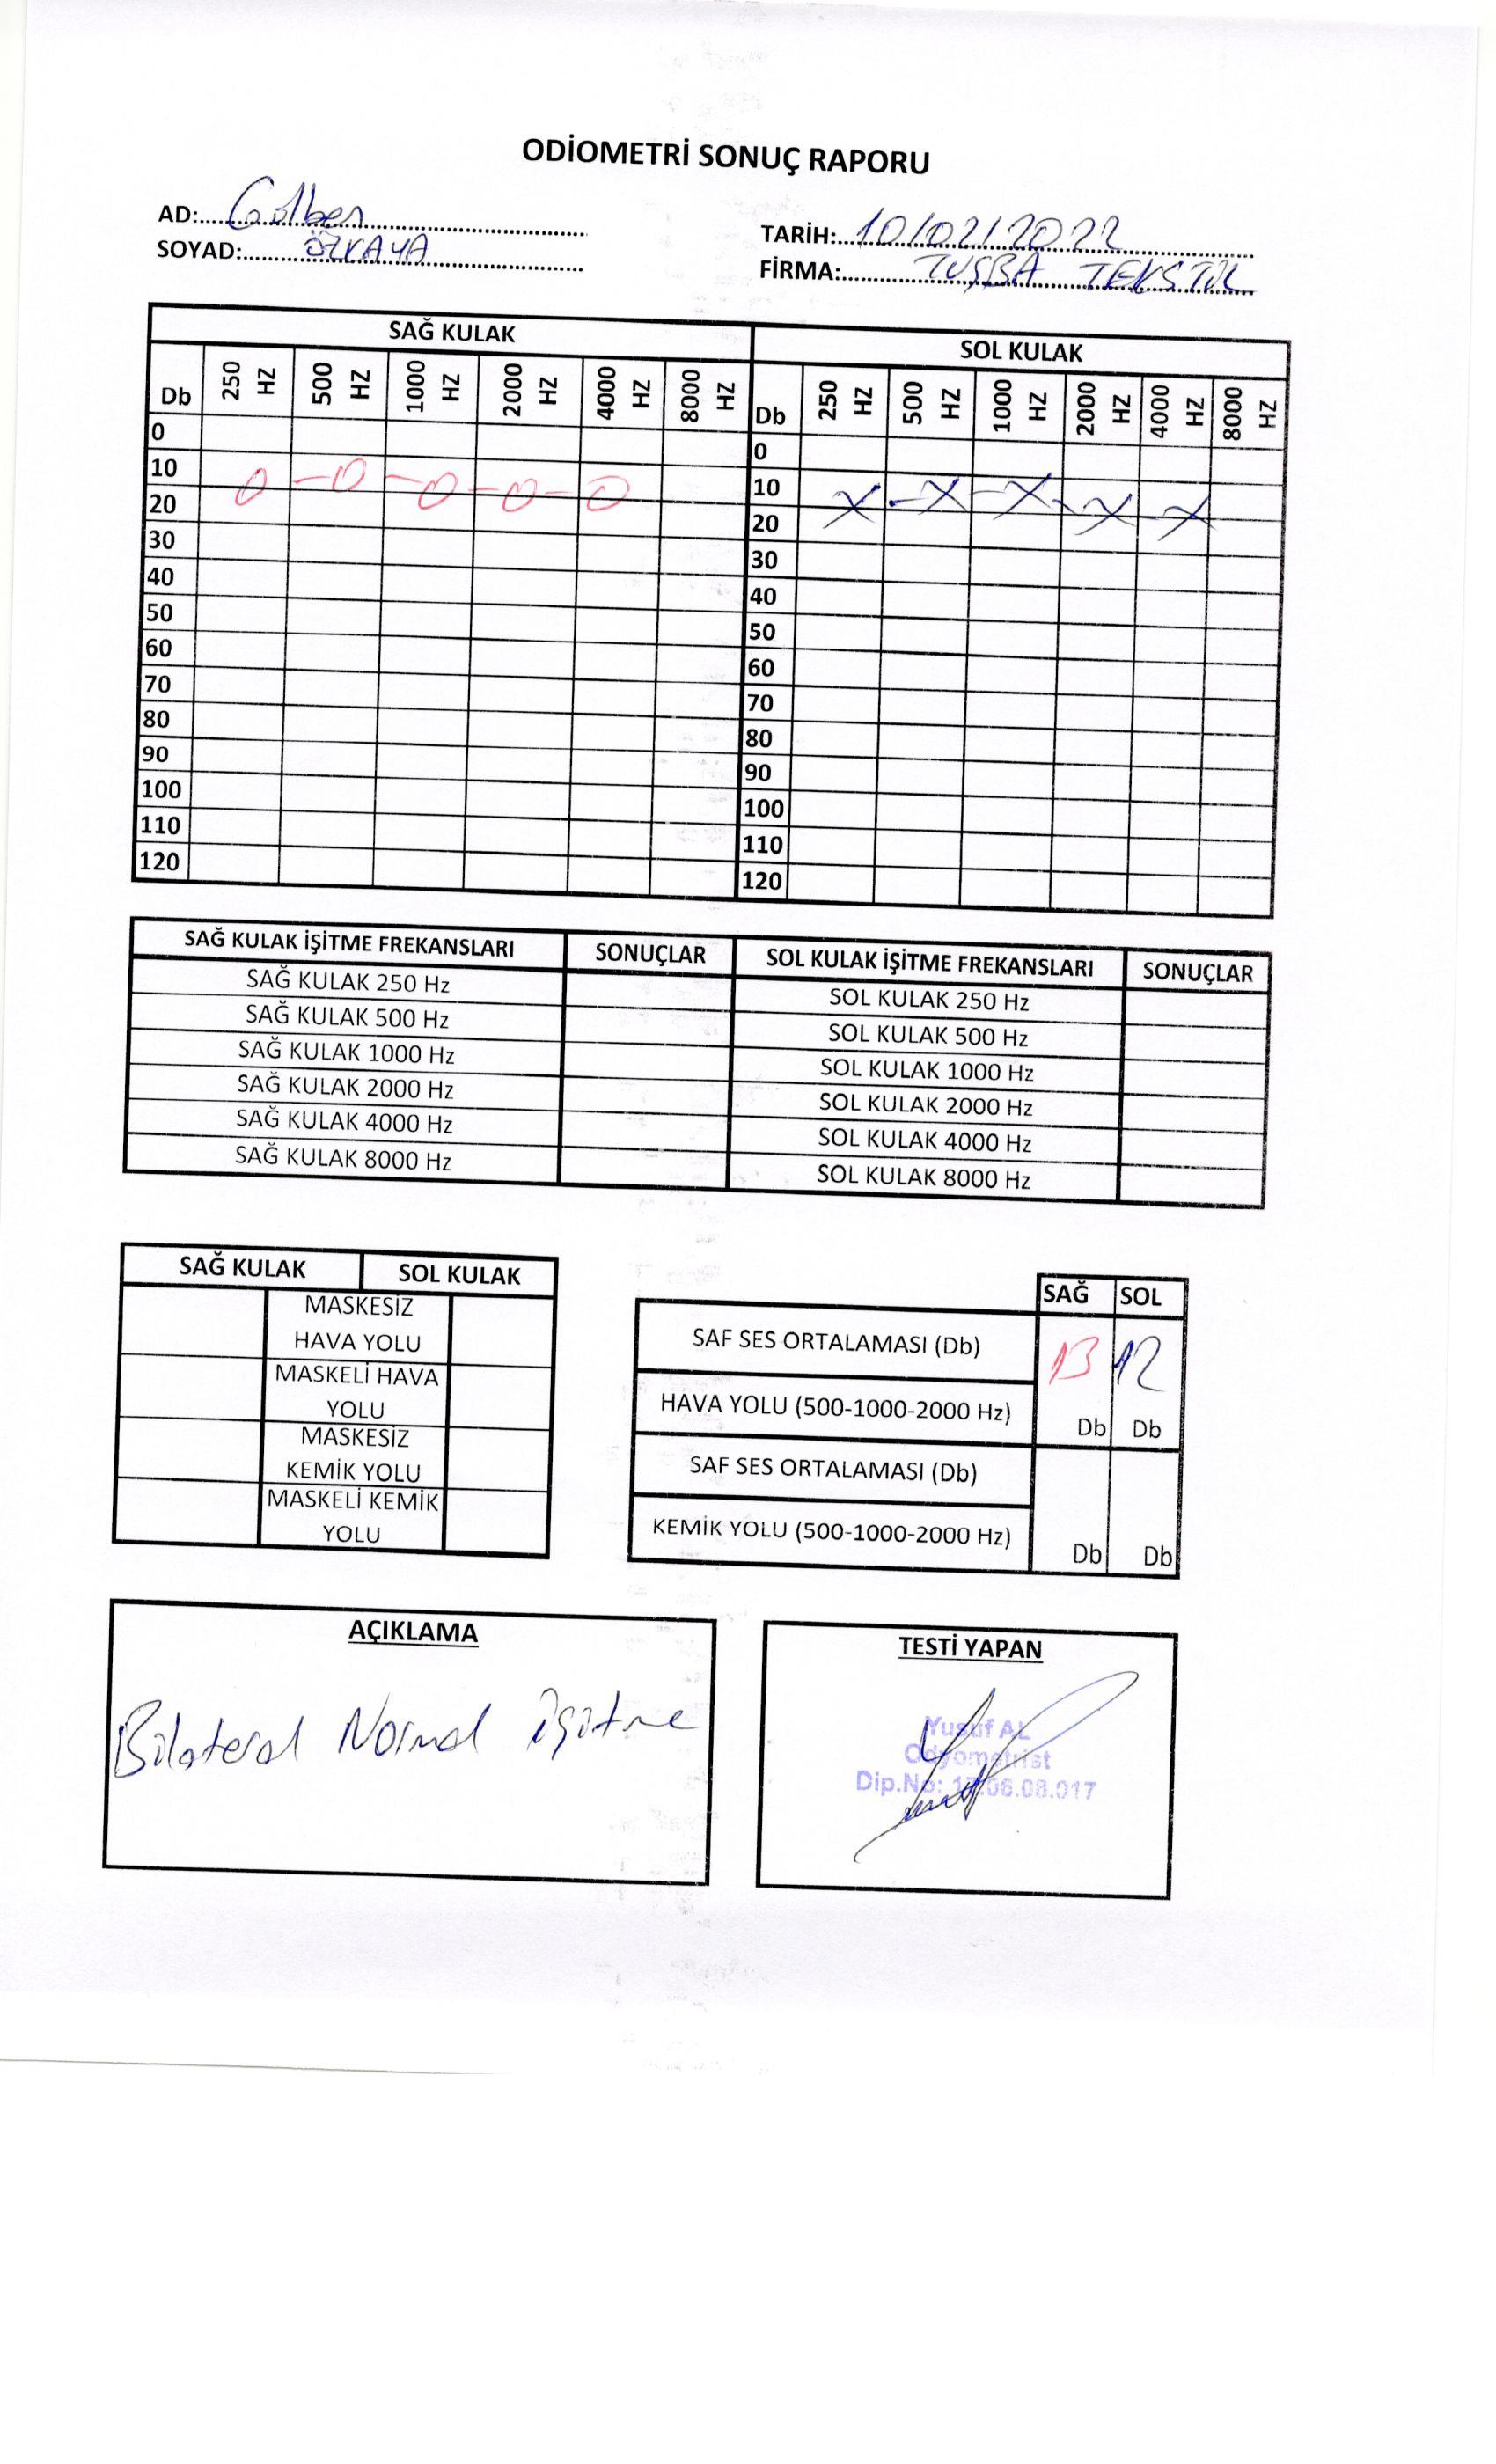 ODİOMETRİ SONUÇ RAPORU
AD: Gülben
TARİH: 10/02/2022
SOYAD: ÖZKAYA
FİRMA: TUŞBA TEKSTİL
SAĞ KULAK SOL KULAK
Db 250 HZ 500 HZ 1000 HZ 2000 HZ 4000 HZ 8000 HZ Db 250 HZ 500 HZ 1000 HZ 2000 HZ 4000 HZ 8000 HZ
0 0
10 10
20 20
30 30
40 40
50 50
60 60
70 70
80 80
90 90
100 100
110 110
120 120
SAĞ KULAK İŞİTME FREKANSLARI SONUÇLAR SOL KULAK İŞİTME FREKANSLARI SONUÇLAR
SAĞ KULAK 250 Hz SOL KULAK 250 Hz
SAĞ KULAK 500 Hz SOL KULAK 500 Hz
SAĞ KULAK 1000 Hz SOL KULAK 1000 Hz
SAĞ KULAK 2000 Hz SOL KULAK 2000 Hz
SAĞ KULAK 4000 Hz SOL KULAK 4000 Hz
SAĞ KULAK 8000 Hz SOL KULAK 8000 Hz
SAĞ KULAK SOL KULAK
MASKESİZ
HAVA YOLU
MASKELİ HAVA
YOLU
MASKESİZ
KEMİK YOLU
MASKELİ KEMİK
YOLU
SAĞ SOL
SAF SES ORTALAMASI (Db) 13 12
HAVA YOLU (500-1000-2000 Hz) Db Db
SAF SES ORTALAMASI (Db)
KEMİK YOLU (500-1000-2000 Hz) Db Db
AÇIKLAMA
Bilateral Normal İşitme
TESTİ YAPAN
Yusuf AL
Odyometrist
Dip.No: 17.06.08.017